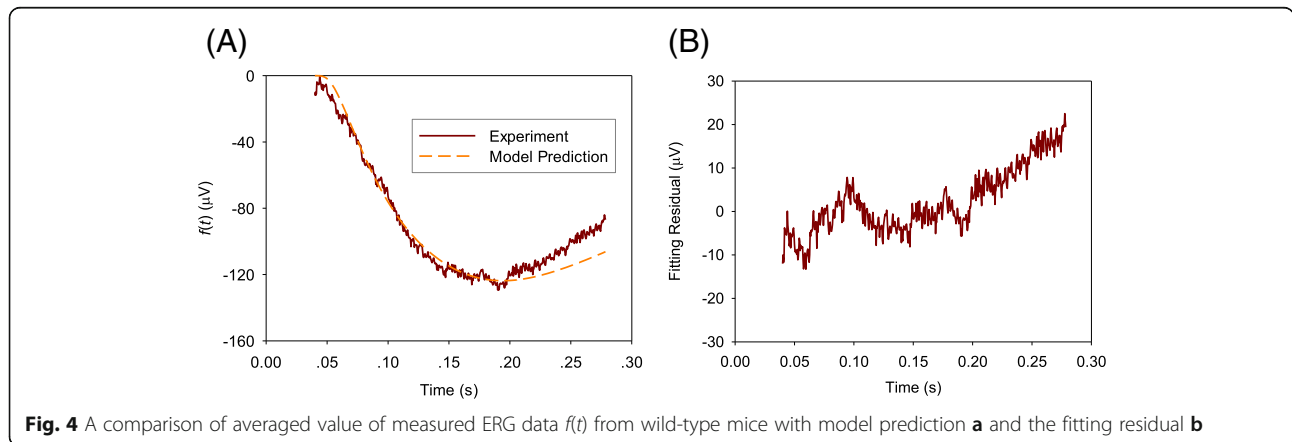 (A)
0
-40
-80
-120
-160
f(t) (µV)
Experiment
Model Prediction
0.00 .05 .10 .15 .20 .25 .30
Time (s)
(B)
30
20
10
0
-10
-20
-30
Fitting Residual (µV)
0.00 0.05 0.10 0.15 0.20 0.25 0.30
Time (s)
Fig. 4 A comparison of averaged value of measured ERG data f(t) from wild-type mice with model prediction a and the fitting residual b